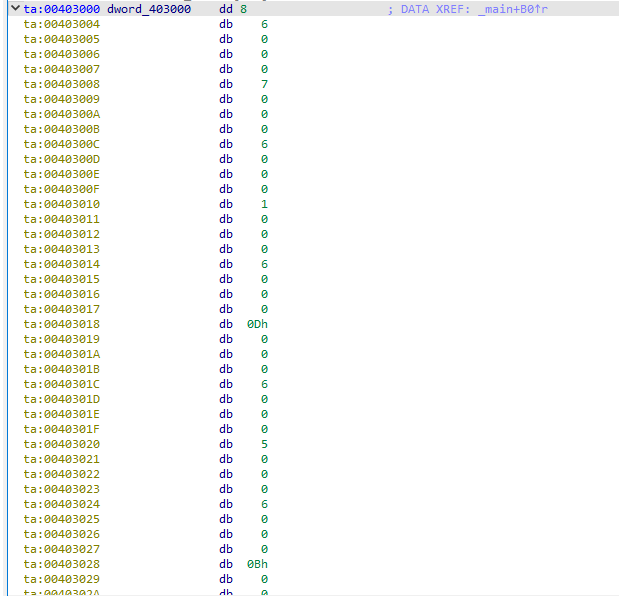 ta:00403000 dword_403000 dd 8 ; DATA XREF: _main+B0↑r
ta:00403004 db 6
ta:00403005 db 0
ta:00403006 db 0
ta:00403007 db 0
ta:00403008 db 7
ta:00403009 db 0
ta:0040300A db 0
ta:0040300B db 0
ta:0040300C db 6
ta:0040300D db 0
ta:0040300E db 0
ta:0040300F db 0
ta:00403010 db 1
ta:00403011 db 0
ta:00403012 db 0
ta:00403013 db 0
ta:00403014 db 6
ta:00403015 db 0
ta:00403016 db 0
ta:00403017 db 0
ta:00403018 db 0Dh
ta:00403019 db 0
ta:0040301A db 0
ta:0040301B db 0
ta:0040301C db 6
ta:0040301D db 0
ta:0040301E db 0
ta:0040301F db 0
ta:00403020 db 5
ta:00403021 db 0
ta:00403022 db 0
ta:00403023 db 0
ta:00403024 db 6
ta:00403025 db 0
ta:00403026 db 0
ta:00403027 db 0
ta:00403028 db 0Bh
ta:00403029 db 0
ta:0040302A db 0